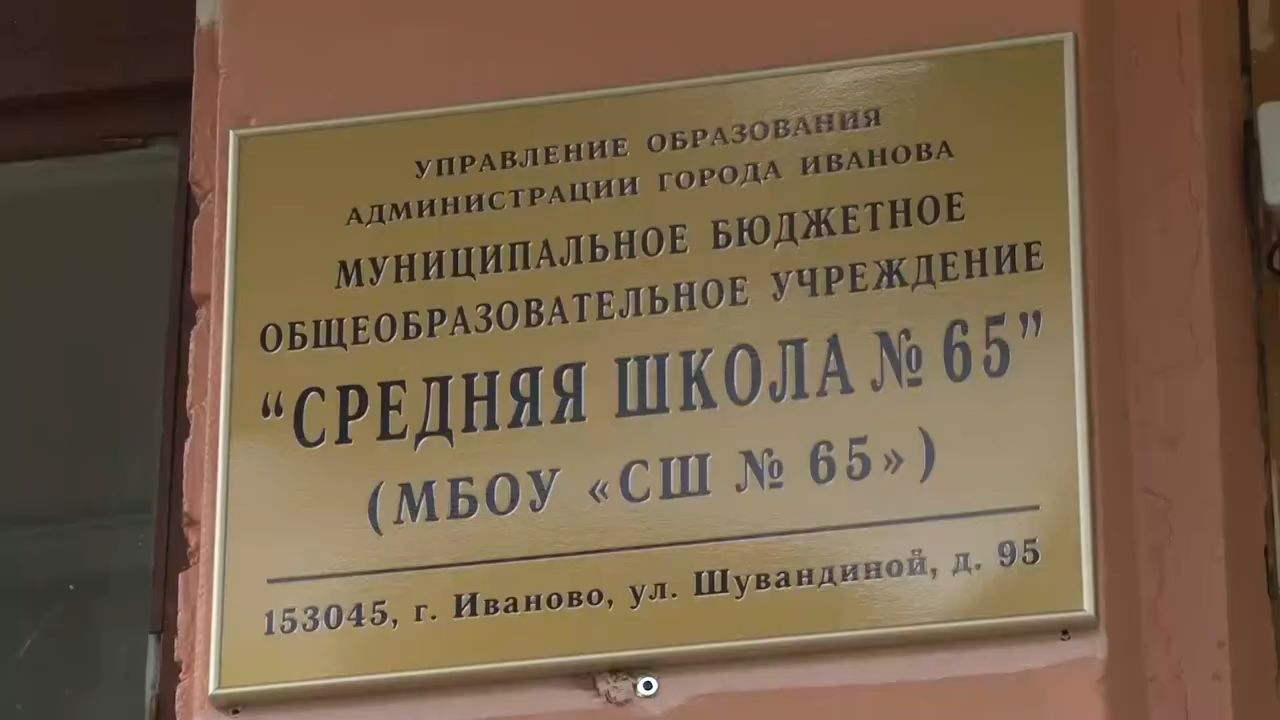 УПРАВЛЕНИЕ ОБРАЗОВАНИЯ
АДМИНИСТРАЦИИ ГОРОДА ИВАНОВА
МУНИЦИПАЛЬНОЕ БЮДЖЕТНОЕ
ОБЩЕОБРАЗОВАТЕЛЬНОЕ УЧРЕЖДЕНИЕ
“СРЕДНЯЯ ШКОЛА № 65”
(МБОУ «СШ № 65»)
153045, г. Иваново, ул. Шувандиной, д. 95